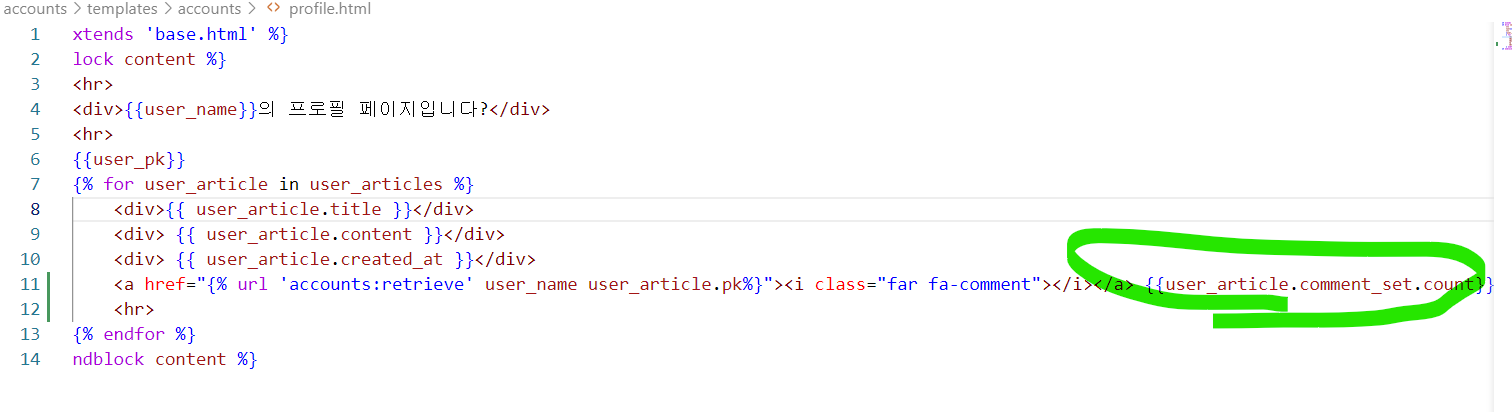 accounts > templates > accounts > <> profile.html
1 xtends 'base.html' %}
2 lock content %}
3 <hr>
4 <div>{{user_name}}의 프로필 페이지입니다?</div>
5 <hr>
6 {{user_pk}}
7 {% for user_article in user_articles %}
8 <div>{{ user_article.title }}</div>
9 <div> {{ user_article.content }}</div>
10 <div> {{ user_article.created_at }}</div>
11 <a href="{% url 'accounts:retrieve' user_name user_article.pk%}"><i class="far fa-comment"></i></a> {{user_article.comment_set.count}}
12 <hr>
13 {% endfor %}
14 ndblock content %}